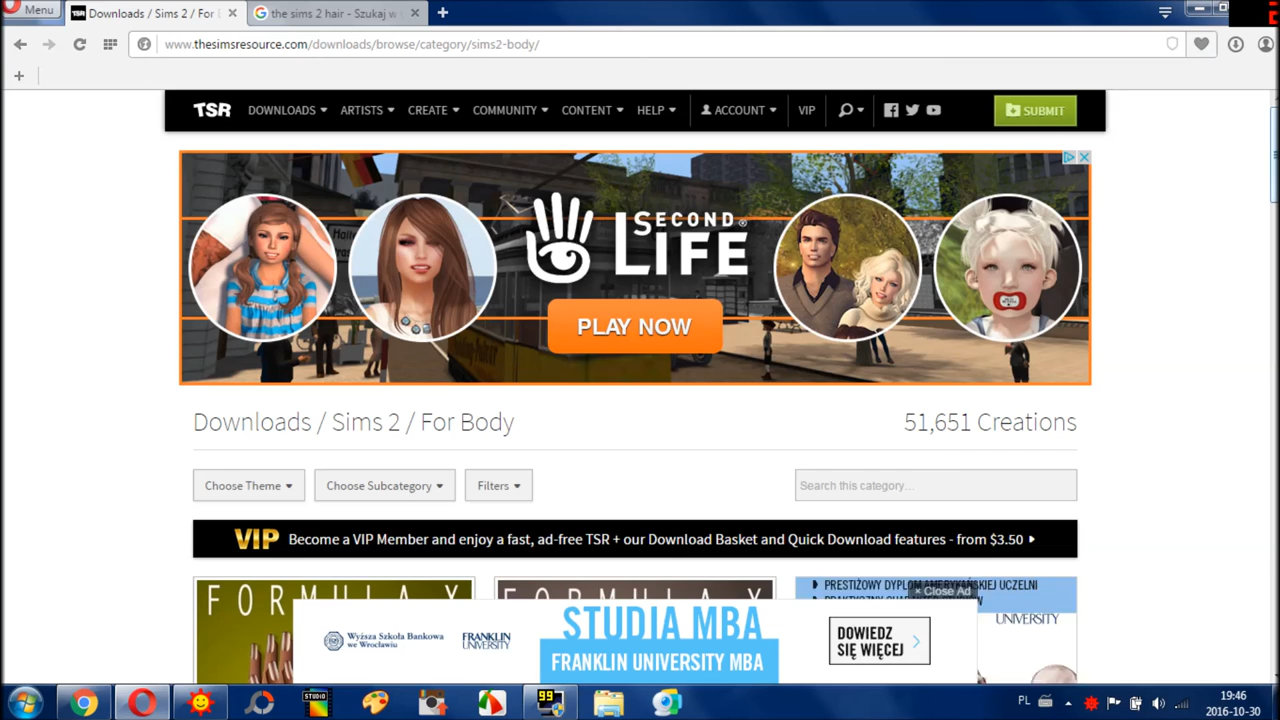 Menu
Downloads / Sims 2 / For
the sims 2 hair - Szukaj w
www.thesimsresource.com/downloads/browse/category/sims2-body/
TSR DOWNLOADS ARTISTS CREATE COMMUNITY CONTENT HELP ACCOUNT VIP SUBMIT
SECOND
LIFE
PLAY NOW
Downloads / Sims 2 / For Body
51,651 Creations
Choose Theme
Choose Subcategory
Filters
Search this category...
VIP Become a VIP Member and enjoy a fast, ad-free TSR + our Download Basket and Quick Download features - from $3.50
FORMULA X
FORMULA X
PRESTIŻOWY DYPLOM AMERYKAŃSKIEJ UCZELNI
× Close Ad
UNIVERSITY
Wyższa Szkoła Bankowa
we Wrocławiu
FRANKLIN
UNIVERSITY
STUDIA MBA
FRANKLIN UNIVERSITY MBA
DOWIEDZ
SIĘ WIĘCEJ
STUDIO
99
PL
19:46
2016-10-30